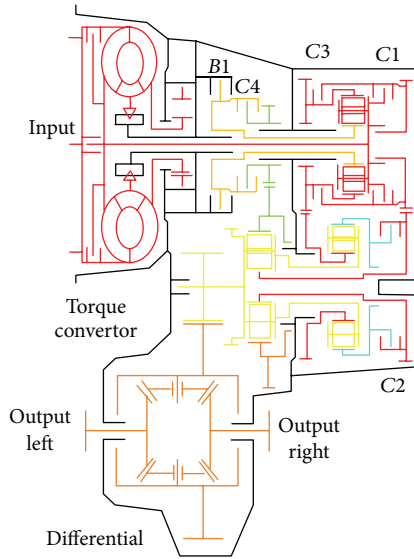 C3
C1
B1
C4
Input
Torque
convertor
C2
Output
left
Output
right
Differential